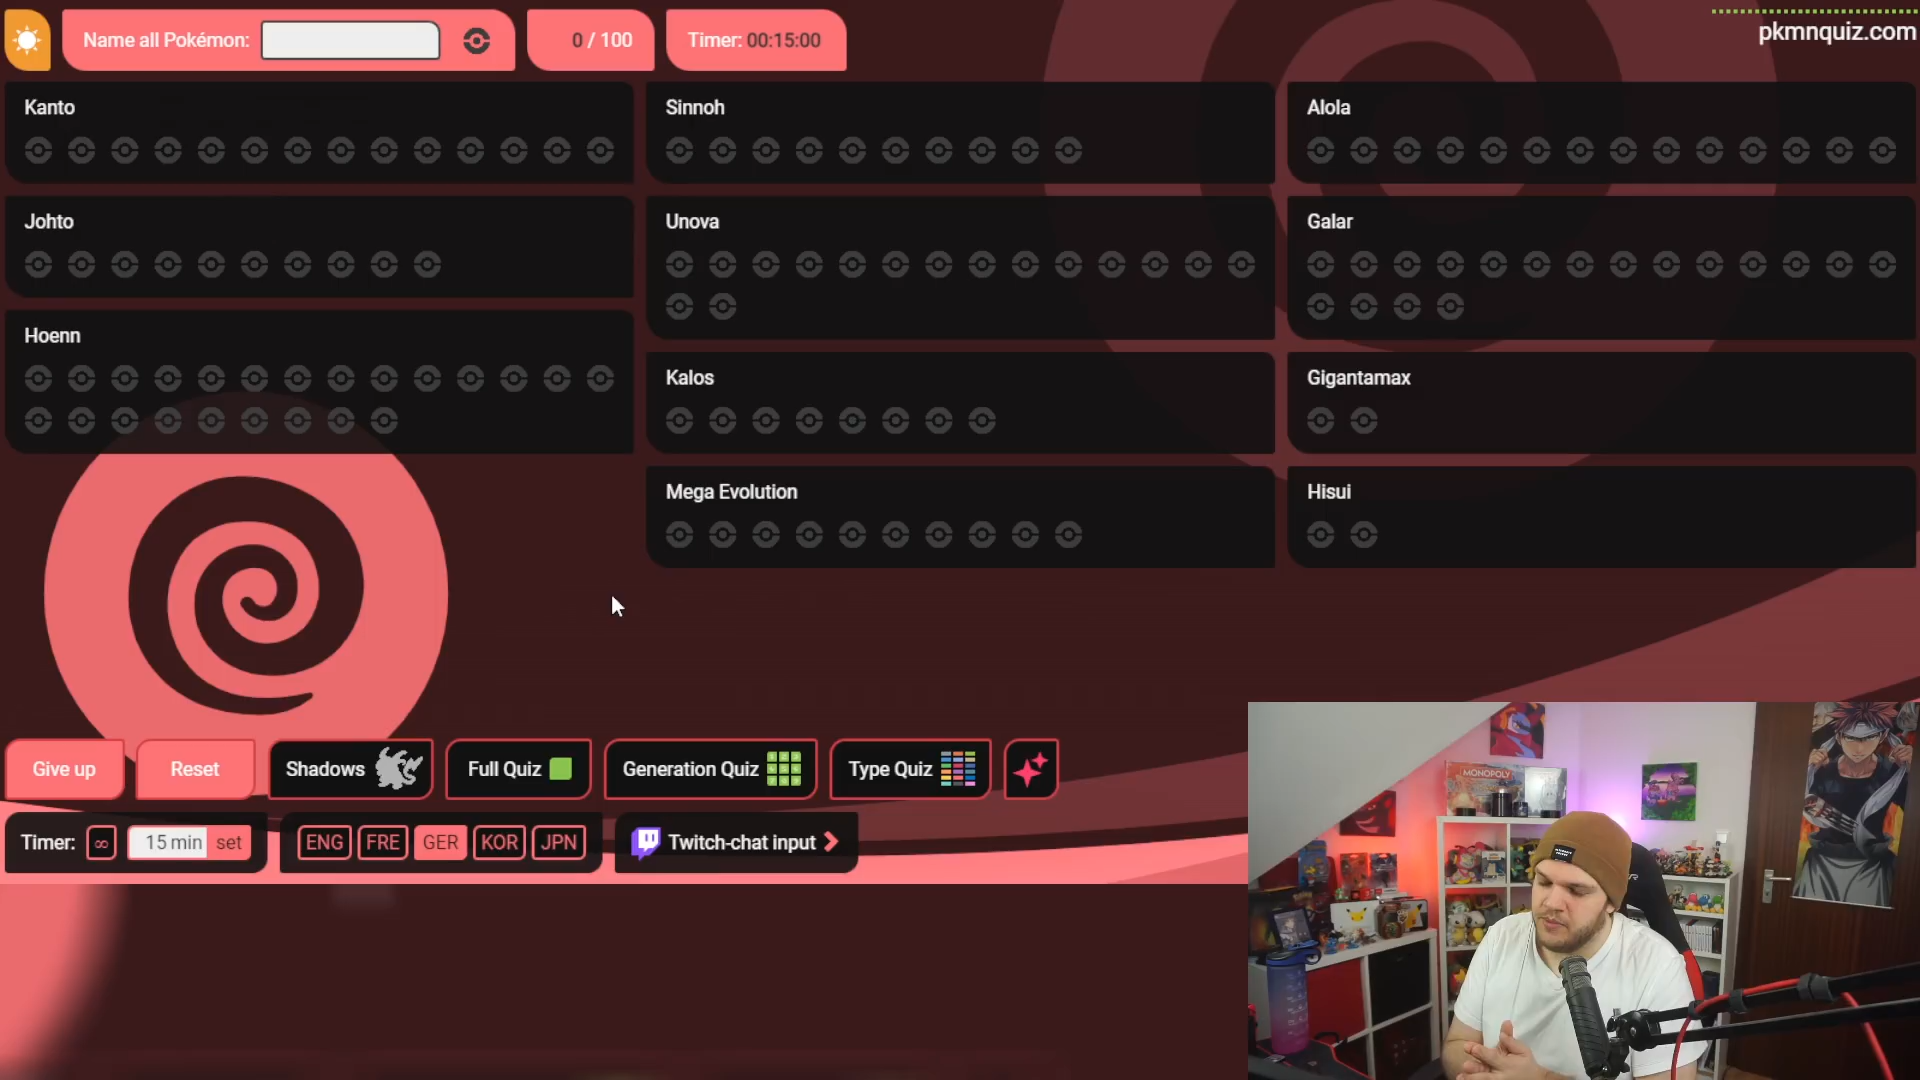 Name all Pokémon:
0 / 100
Timer: 00:15:00
pkmnquiz.com
Kanto
Sinnoh
Alola
Johto
Unova
Galar
Hoenn
Kalos
Gigantamax
Mega Evolution
Hisui
Give up
Reset
Shadows
Full Quiz
Generation Quiz
Type Quiz
Timer: ∞ 15 min set
ENG FRE GER KOR JPN
Twitch-chat input
MONOPOLY